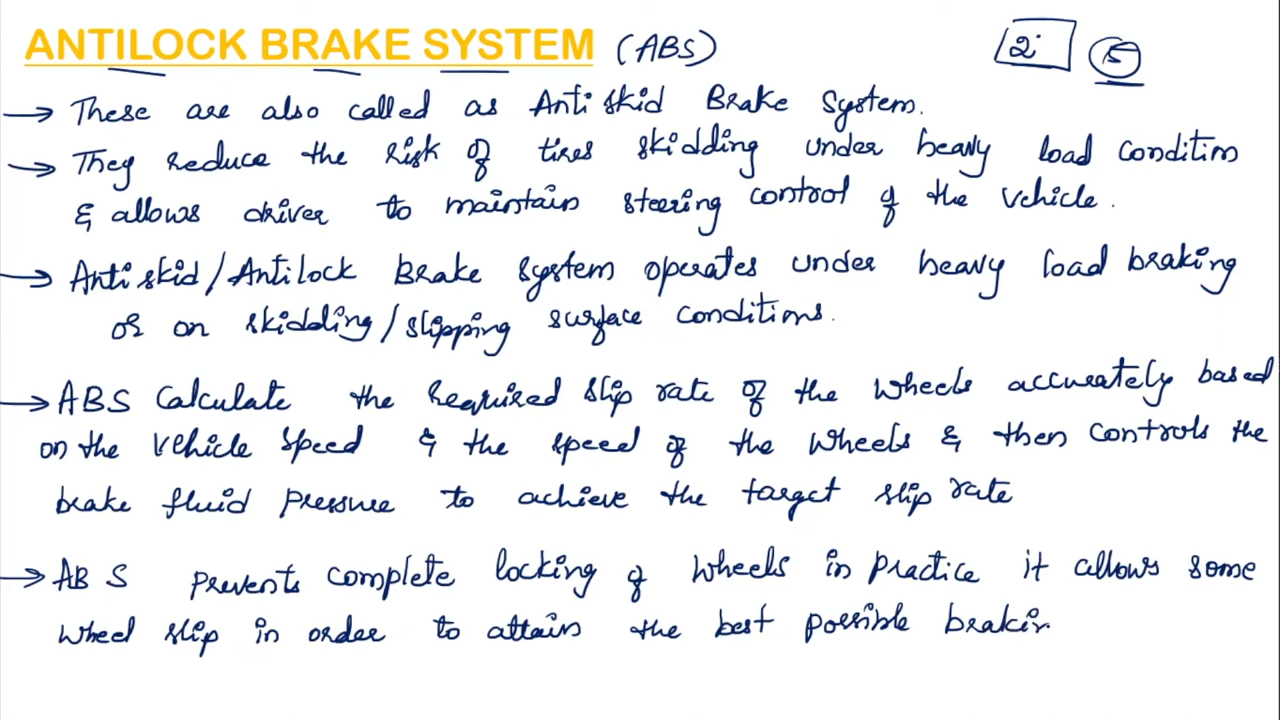 ANTILOCK BRAKE SYSTEM (ABS)
2i
5
→ These are also called as Anti skid Brake System.
→ They reduce the risk of tires skidding under heavy load condition
& allows driver to maintain steering control of the vehicle.
→ Anti skid/Antilock Brake system operates under heavy load braking
or on skidding/slipping surface conditions.
→ ABS Calculate the required slip rate of the wheels accurately based
on the vehicle speed & the speed of the wheels & then controls the
brake fluid pressure to achieve the target slip rate
→ ABS prevents complete locking of wheels in practice it allows some
wheel slip in order to attain the best possible brakin